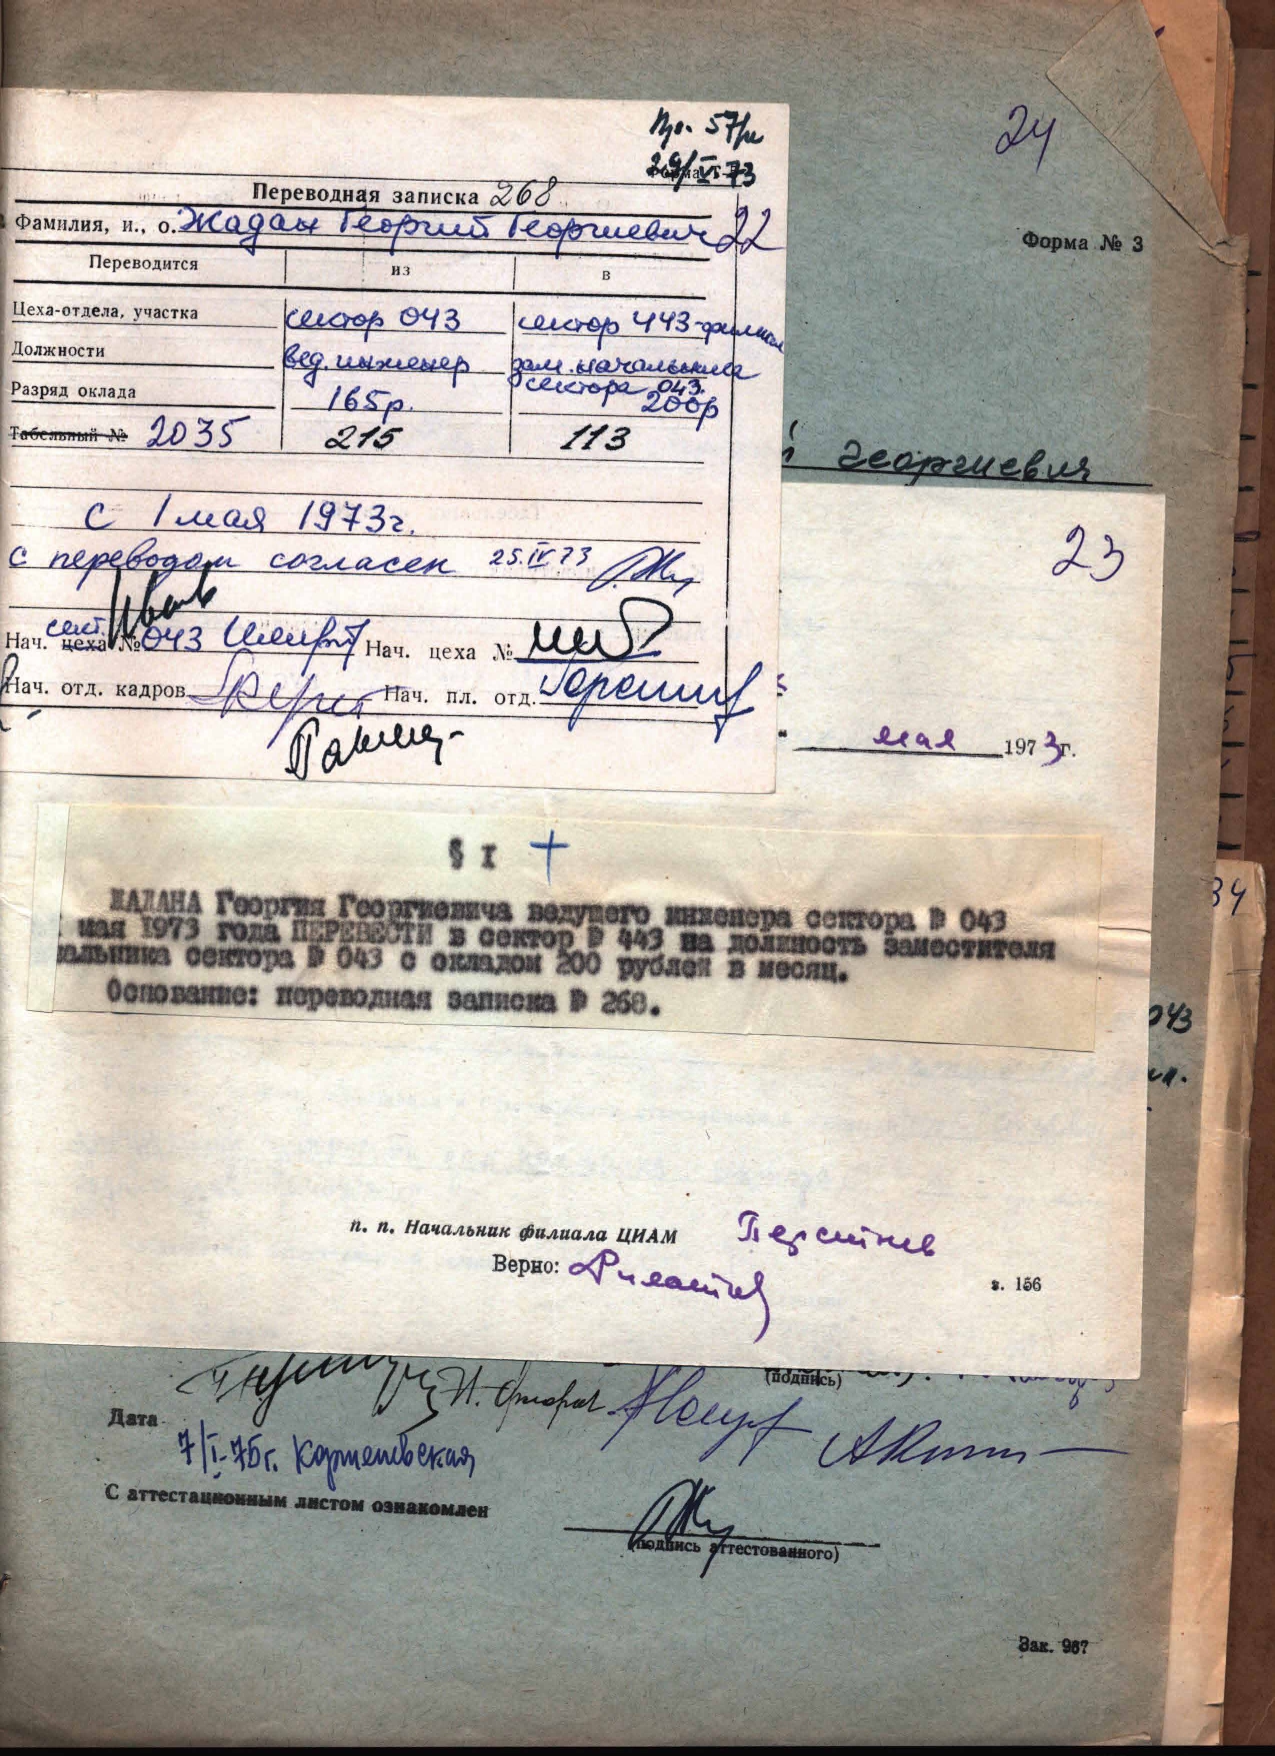 24
Форма № 3
Пр. 57/к
29/V 73
Переводная записка 268
Фамилия, и., о. Жадан Георгий Георгиевич 22
Переводится из в
Цеха-отдела, участка сектор 043 сектор 443-филиал
Должности вед. инженер зам. начальника сектора 043.
Разряд оклада 165р. 200р
Табельный № 2035 215 113
Георгиевич
с 1 мая 1973г.
с переводом согласен 25.IV 73
23
сект.
Нач. цеха № 043 Нач. цеха №
Нач. отд. кадров Нач. пл. отд.
мая 1973г.
§ I +
ЖАДАНА Георгия Георгиевича ведущего инженера сектора № 043
мая 1973 года ПЕРЕВЕСТИ в сектор № 443 на должность заместителя
чальника сектора № 043 с окладом 200 рублей в месяц.
Основание: переводная записка № 268.
34
043
п. п. Начальник филиала ЦИАМ
Верно:
з. 156
(подпись)
Дата
7/I-75г.
С аттестационным листом ознакомлен
(подпись аттестованного)
Зак. 967